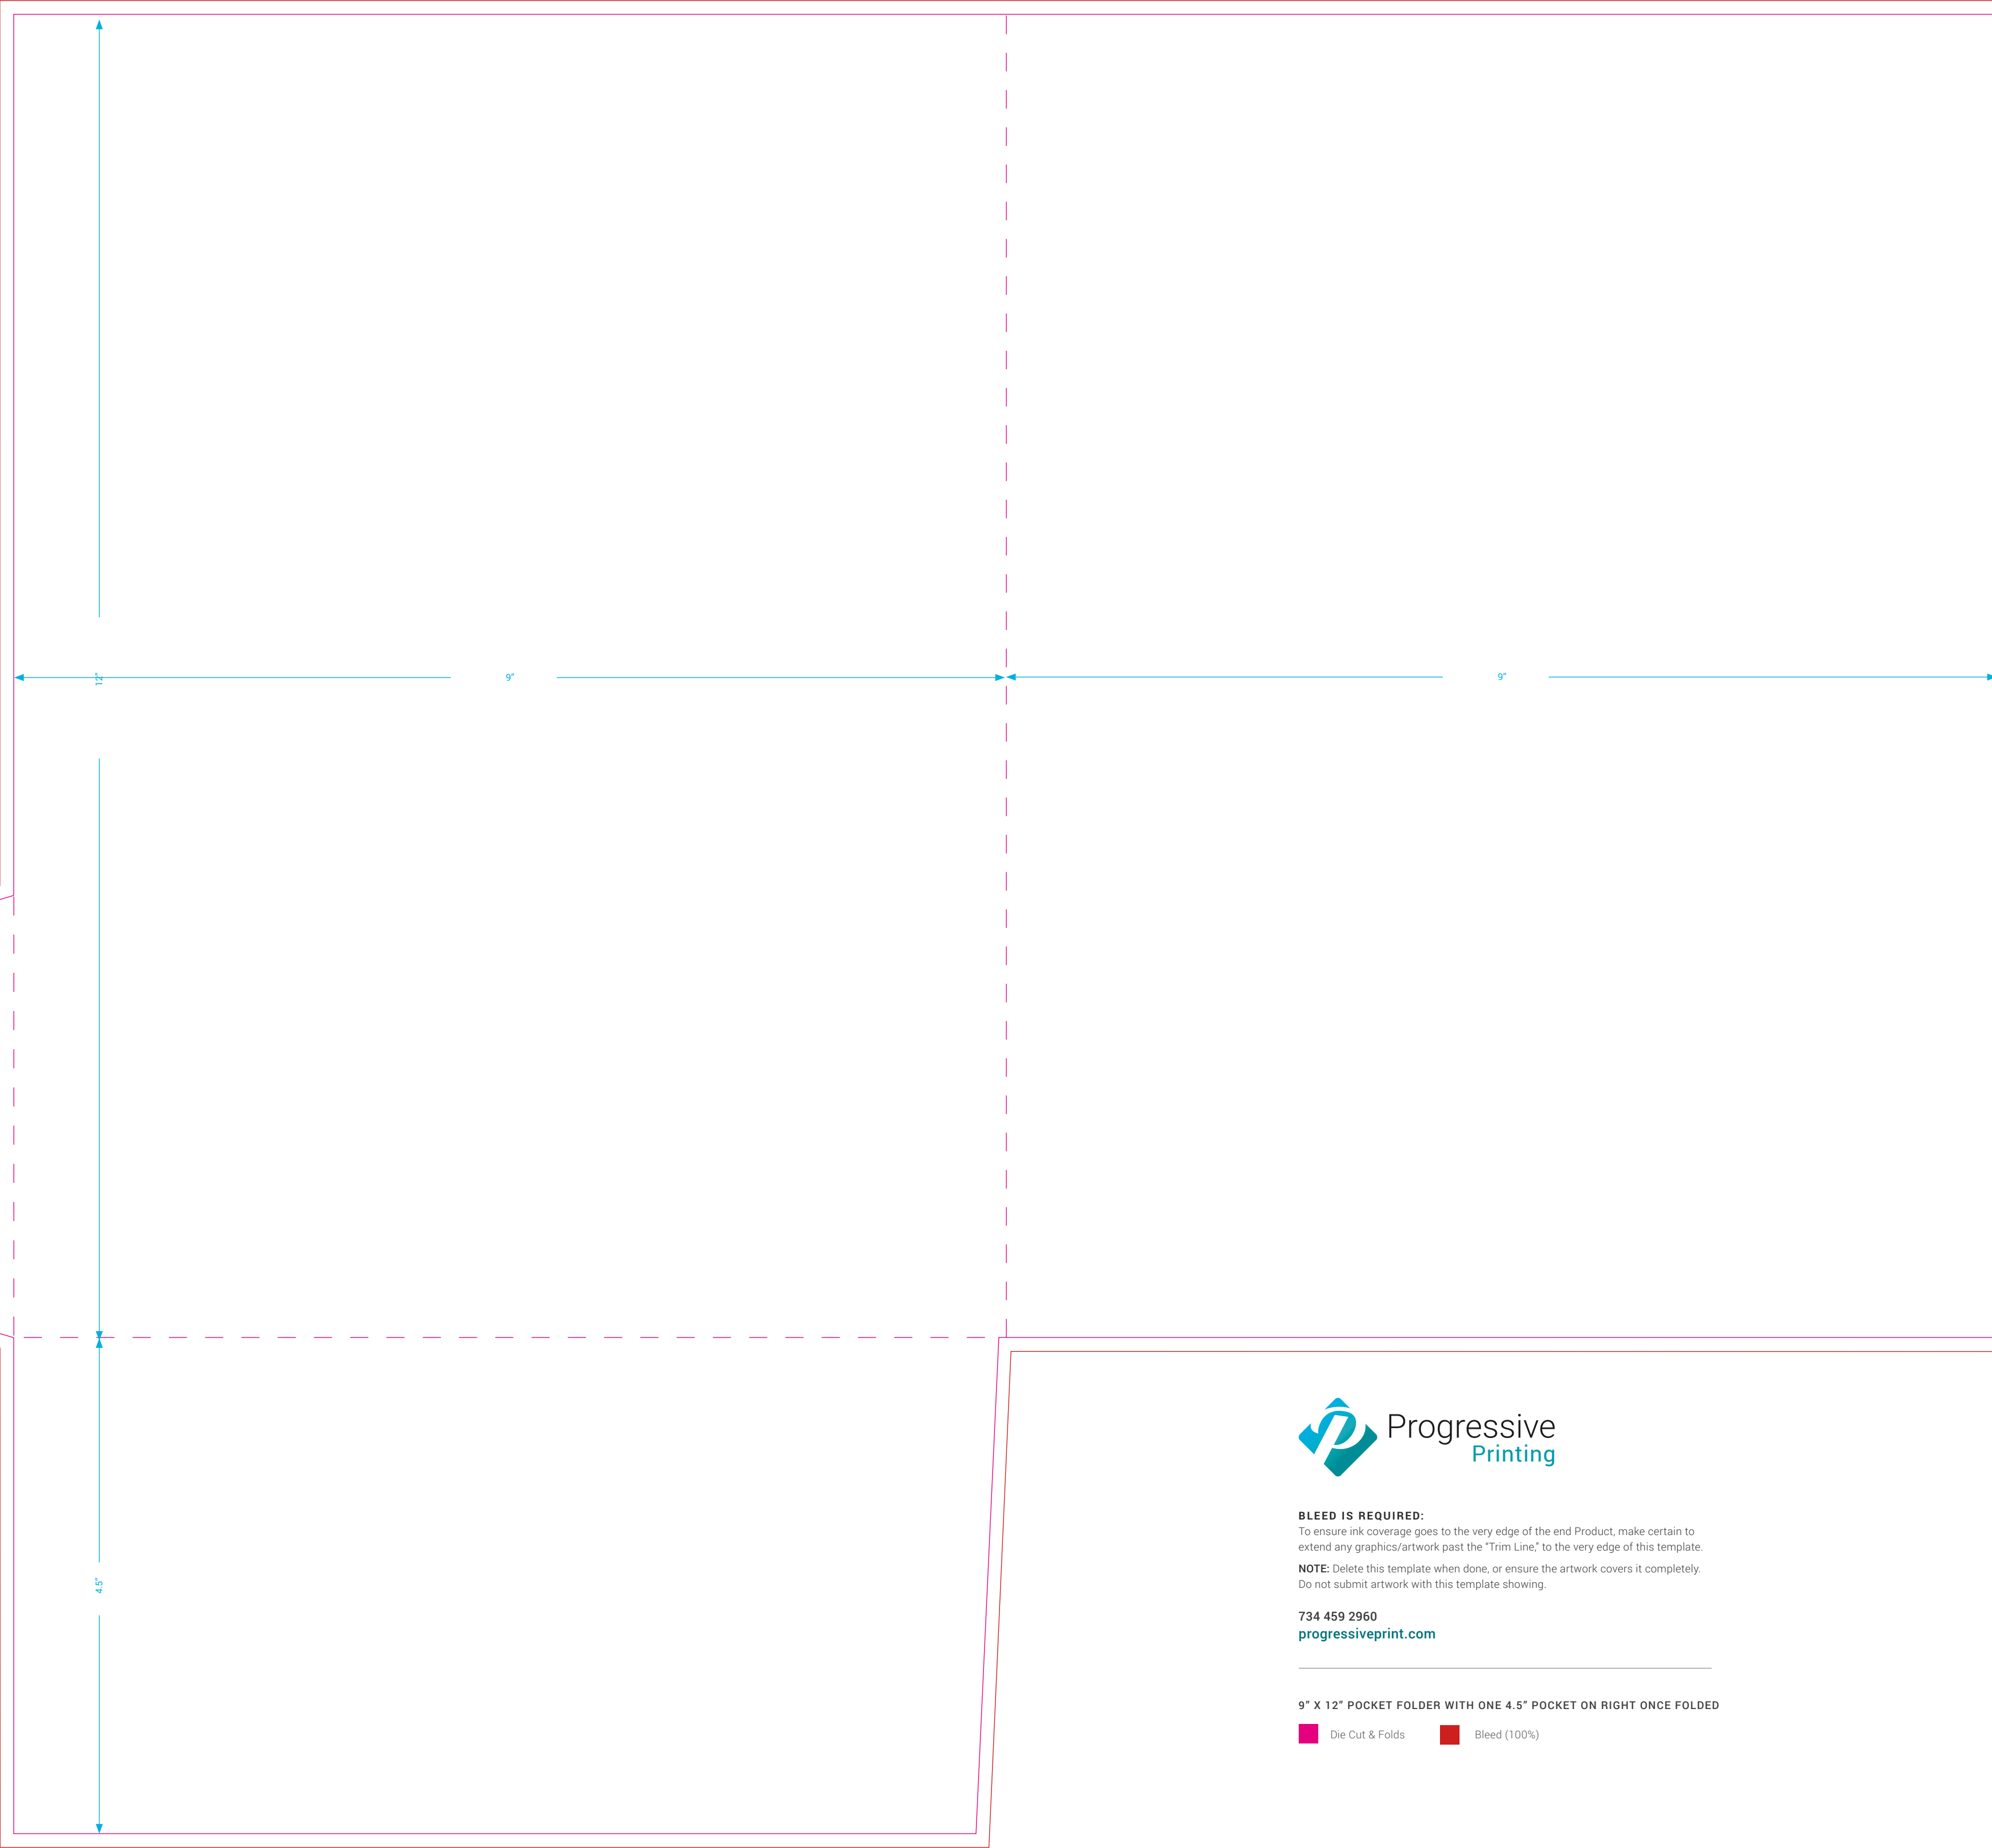 12"
9"
9"
4.5"
Progressive
Printing
BLEED IS REQUIRED:
To ensure ink coverage goes to the very edge of the end Product, make certain to
extend any graphics/artwork past the “Trim Line,” to the very edge of this template.
NOTE: Delete this template when done, or ensure the artwork covers it completely.
Do not submit artwork with this template showing.
734 459 2960
progressiveprint.com
9” X 12” POCKET FOLDER WITH ONE 4.5” POCKET ON RIGHT ONCE FOLDED
Die Cut & Folds
Bleed (100%)